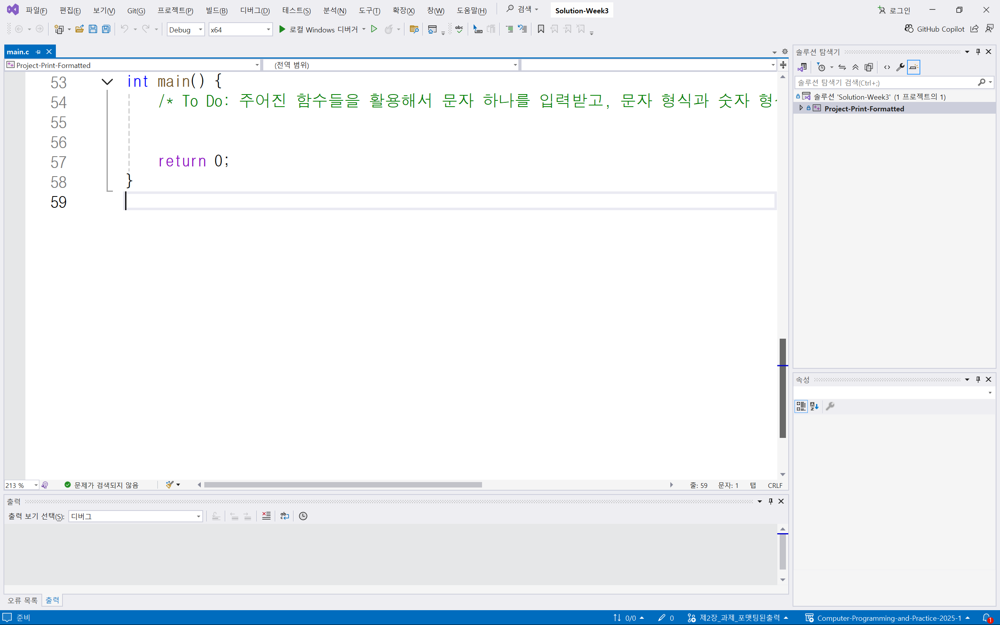 파일(F) 편집(E) 보기(V) Git(G) 프로젝트(P) 빌드(B) 디버그(D) 테스트(S) 분석(N) 도구(T) 확장(X) 창(W) 도움말(H) 검색 Solution-Week3 로그인
Debug x64 로컬 Windows 디버거 abc GitHub Copilot
main.c
Project-Print-Formatted (전역 범위)
53 int main() {
54 /* To Do: 주어진 함수들을 활용해서 문자 하나를 입력받고, 문자 형식과 숫자
55
56
57 return 0;
58 }
59
213 % 문제가 검색되지 않음 줄: 59 문자: 1 탭 CRLF
출력
출력 보기 선택(S): 디버그
오류 목록 출력
솔루션 탐색기
솔루션 탐색기 검색(Ctrl+;)
솔루션 'Solution-Week3' (1 프로젝트의 1)
Project-Print-Formatted
속성
준비 0/0 0 제2장_과제_포맷팅된출력 Computer-Programming-and-Practice-2025-1 1